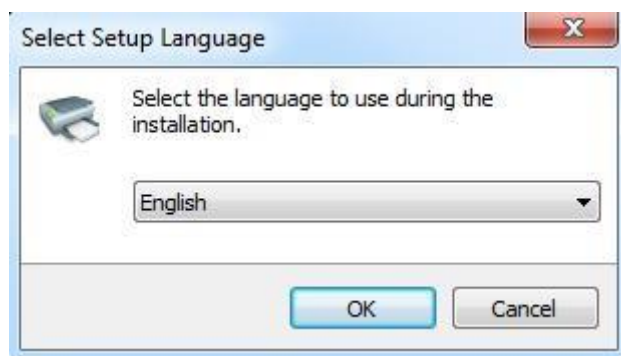 Select Setup Language
Select the language to use during the
installation.
English
OK
Cancel